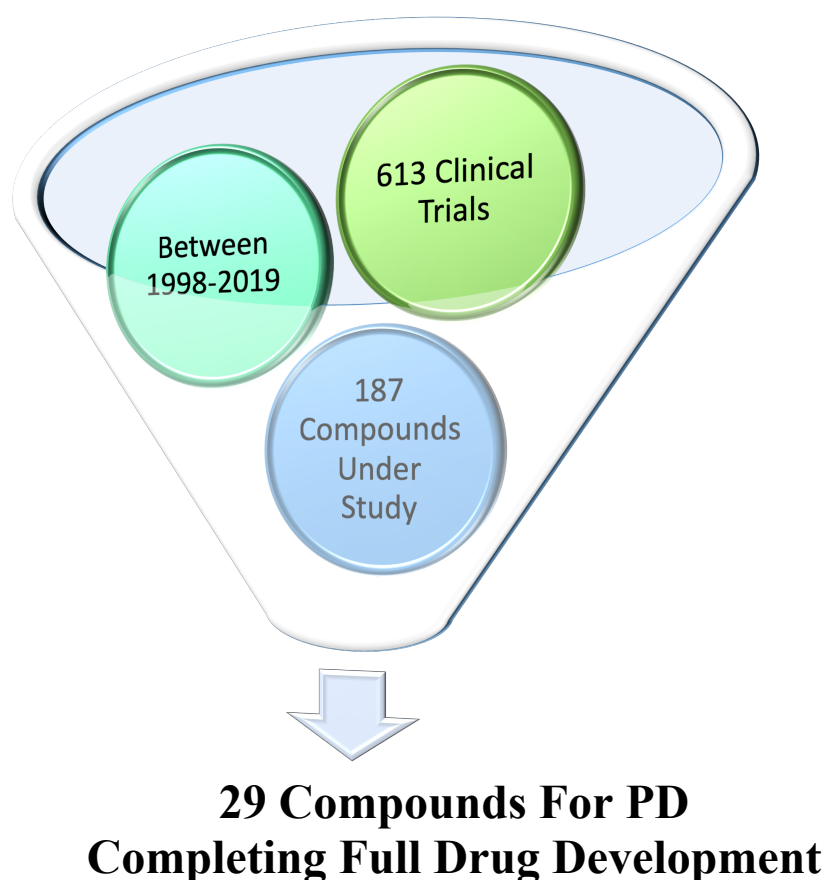 613 Clinical
Trials
Between
1998-2019
187
Compounds
Under
Study
29 Compounds For PD
Completing Full Drug Development